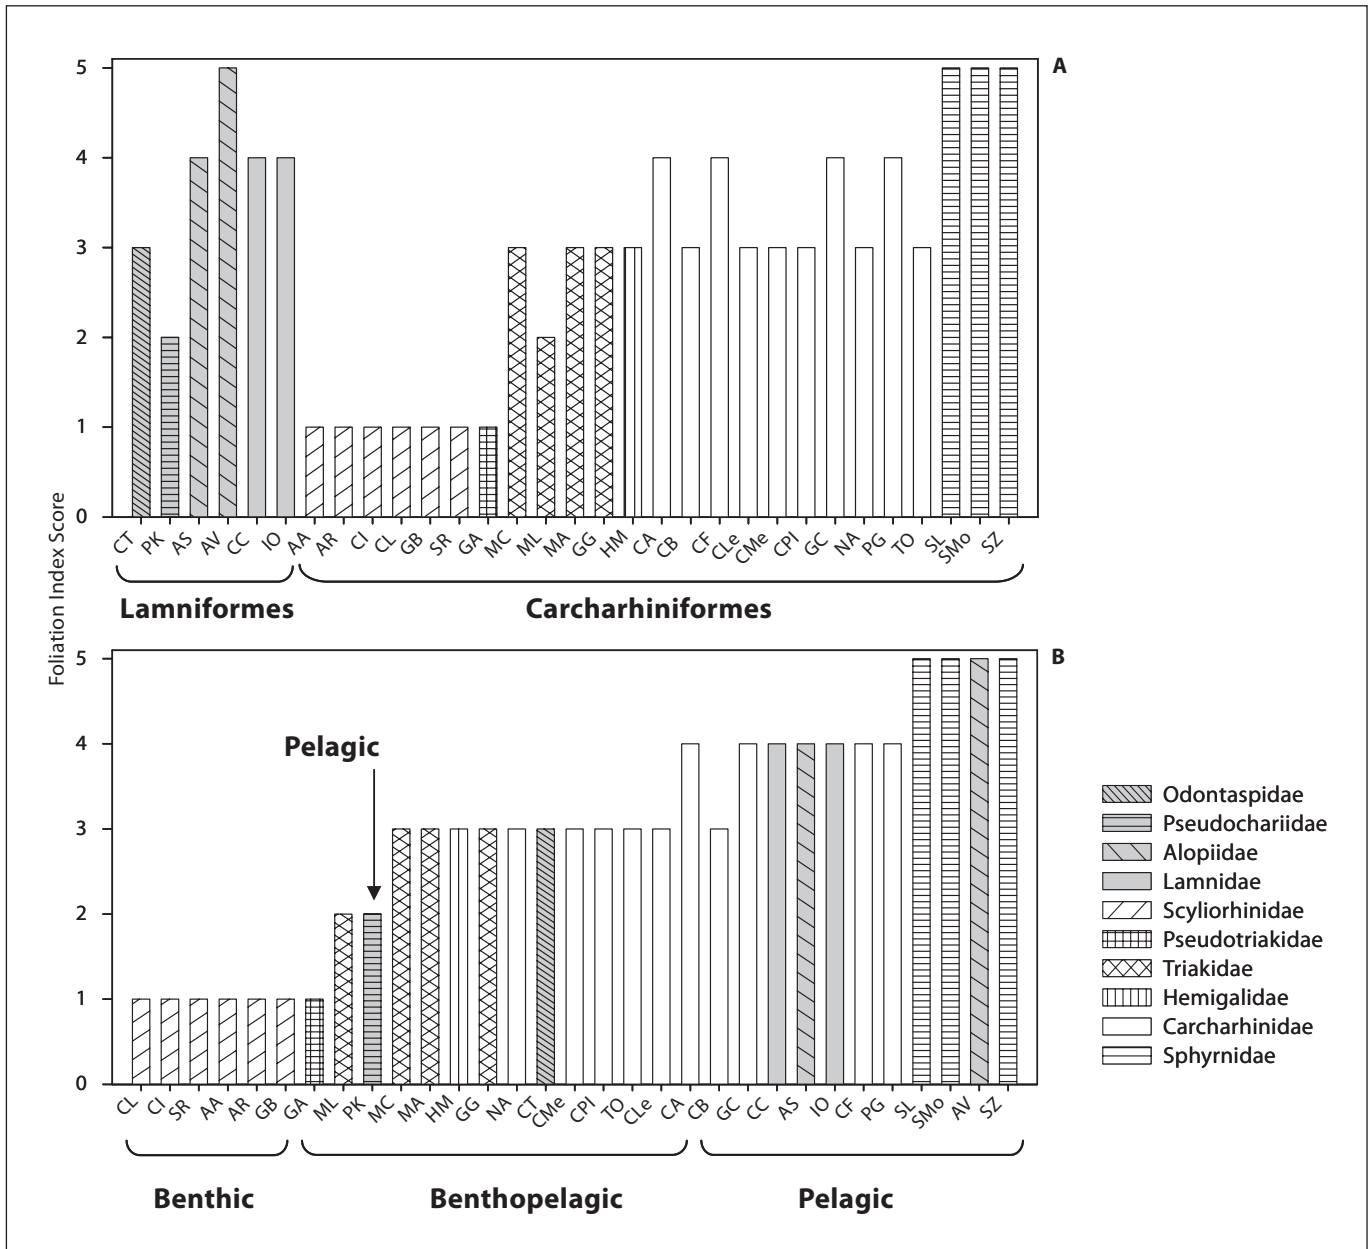 A
5
4
3
2
1
0
CT PK AS AV CC IO AA AR CI CL GB SR GA MC ML MA GG HM CA CB CF CLe CMe CPI GC NA PG TO SL SMo SZ
Lamniformes Carcharhiniformes
Foliation Index Score
B
5
4
3
2
1
0
Pelagic
CL CI SR AA AR GB GA ML PK MC MA HM GG NA CT CMe CPI TO CLe CA CB GC CC AS IO CF PG SL SMo AV SZ
Benthic Benthopelagic Pelagic
Odontaspidae
Pseudochariidae
Alopiidae
Lamnidae
Scyliorhinidae
Pseudotriakidae
Triakidae
Hemigalidae
Carcharhinidae
Sphyrnidae